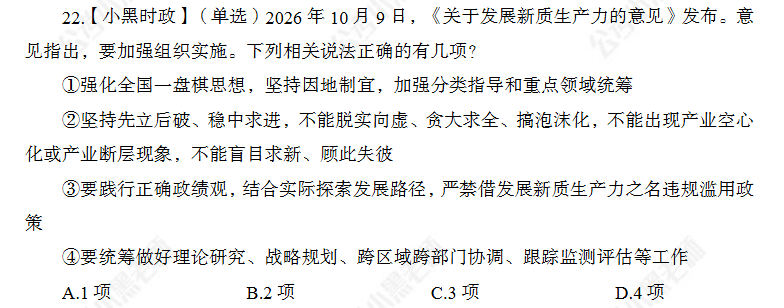 22.【小黑时政】（单选）2026 年 10 月 9 日，《关于发展新质生产力的意见》发布。意
见指出，要加强组织实施。下列相关说法正确的有几项？
①强化全国一盘棋思想，坚持因地制宜，加强分类指导和重点领域统筹
②坚持先立后破、稳中求进，不能脱实向虚、贪大求全、搞泡沫化，不能出现产业空心
化或产业断层现象，不能盲目求新、顾此失彼
③要践行正确政绩观，结合实际探索发展路径，严禁借发展新质生产力之名违规滥用政
策
④要统筹做好理论研究、战略规划、跨区域跨部门协调、跟踪监测评估等工作
A.1 项 B.2 项 C.3 项 D.4 项